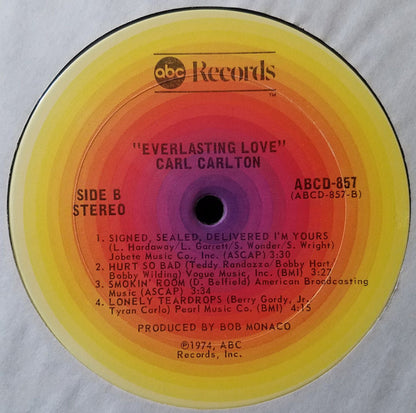 abc Records
TM
"EVERLASTING LOVE"
CARL CARLTON
SIDE B
STEREO
ABCD-857
(ABCD-857-B)
1. SIGNED, SEALED, DELIVERED I'M YOURS
(L. Hardaway/L. Garrett/S. Wonder/S. Wright)
Jobete Music Co., Inc. (ASCAP) 3:30
2. HURT SO BAD (Teddy Randazzo/Bobby Hart
Bobby Wilding) Vogue Music, Inc. (BMI) 3:27
3. SMOKIN' ROOM (D. Belfield) American Broadcasting
Music (ASCAP) 3:34
4. LONELY TEARDROPS (Berry Gordy, Jr.
Tyran Carlo) Pearl Music Co. (BMI) 4:15
PRODUCED BY BOB MONACO
℗1974, ABC
Records, Inc.